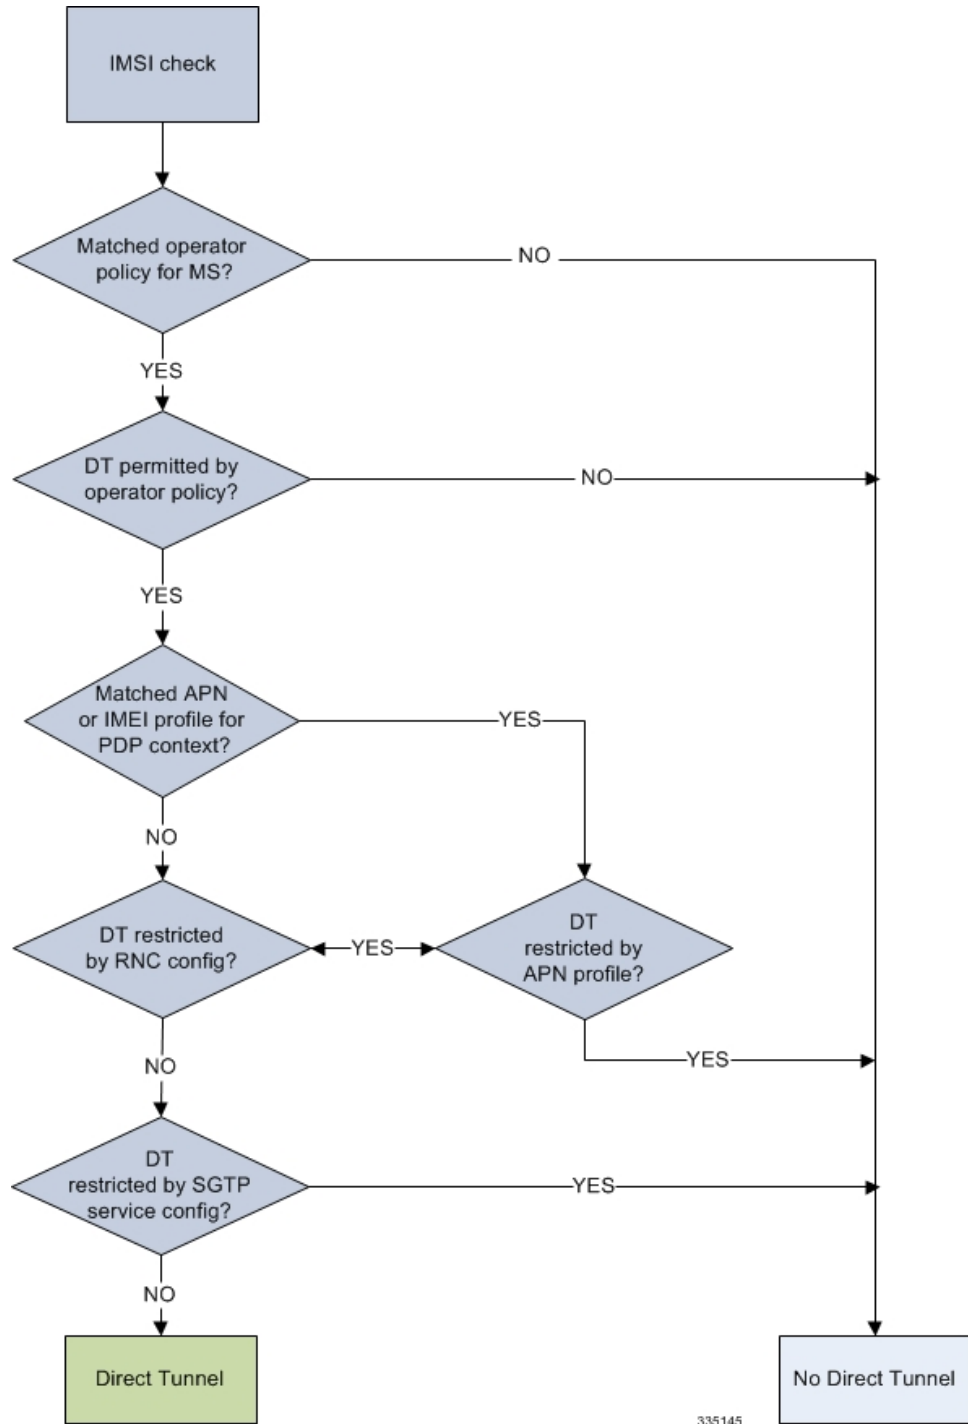 IMSI check
Matched operator
policy for MS?
NO
YES
DT permitted by
operator policy?
NO
YES
Matched APN
or IMEI profile for
PDP context?
YES
NO
DT restricted
by RNC config?
YES
DT
restricted by
APN profile?
NO
YES
DT
restricted by SGTP
service config?
YES
NO
Direct Tunnel
No Direct Tunnel
335145